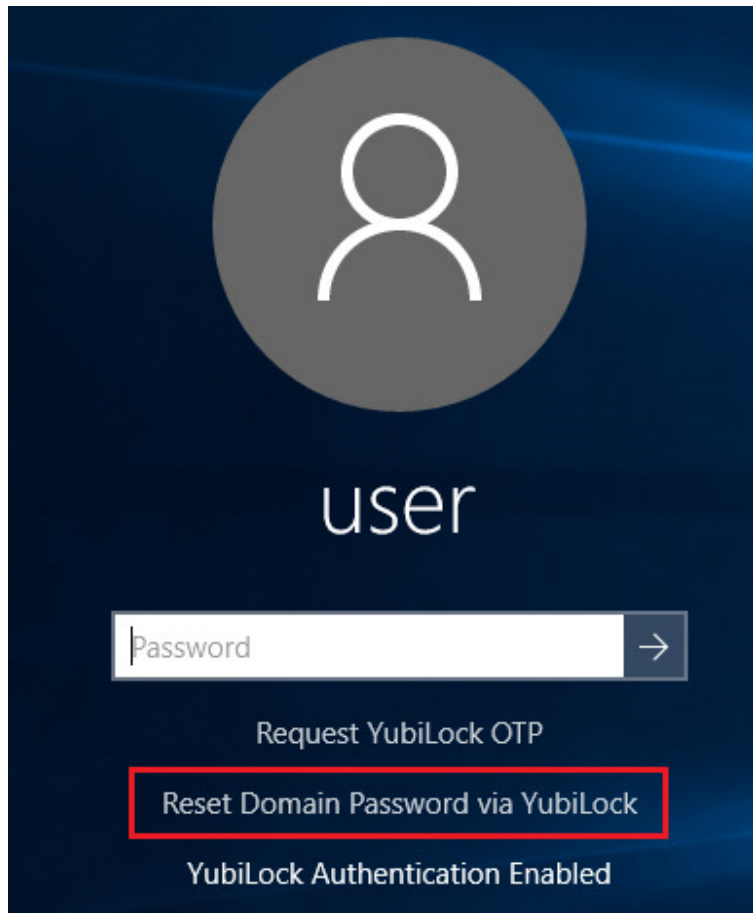 user
Password
Request YubiLock OTP
Reset Domain Password via YubiLock
YubiLock Authentication Enabled